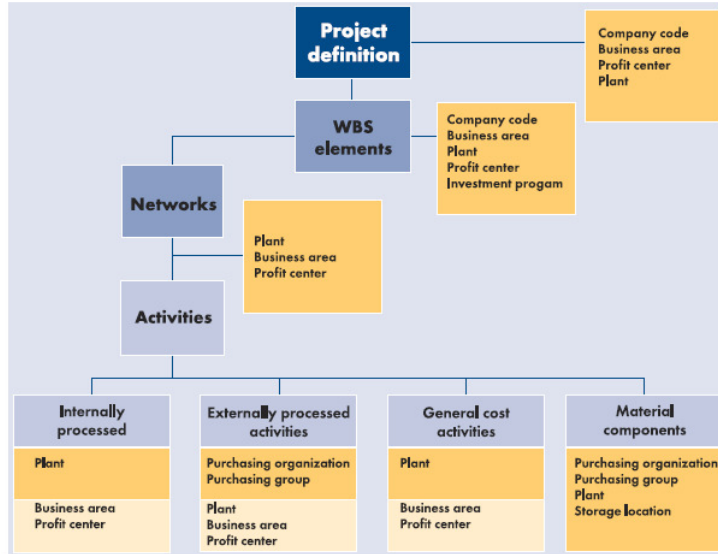 Project
definition
Company code
Business area
Profit center
Plant
WBS
elements
Company code
Business area
Plant
Profit center
Investment progam
Networks
Plant
Business area
Profit center
Activities
Internally
processed
Plant
Business area
Profit center
Externally processed
activities
Purchasing organization
Purchasing group
Plant
Business area
Profit center
General cost
activities
Plant
Business area
Profit center
Material
components
Purchasing organization
Purchasing group
Plant
Storage location